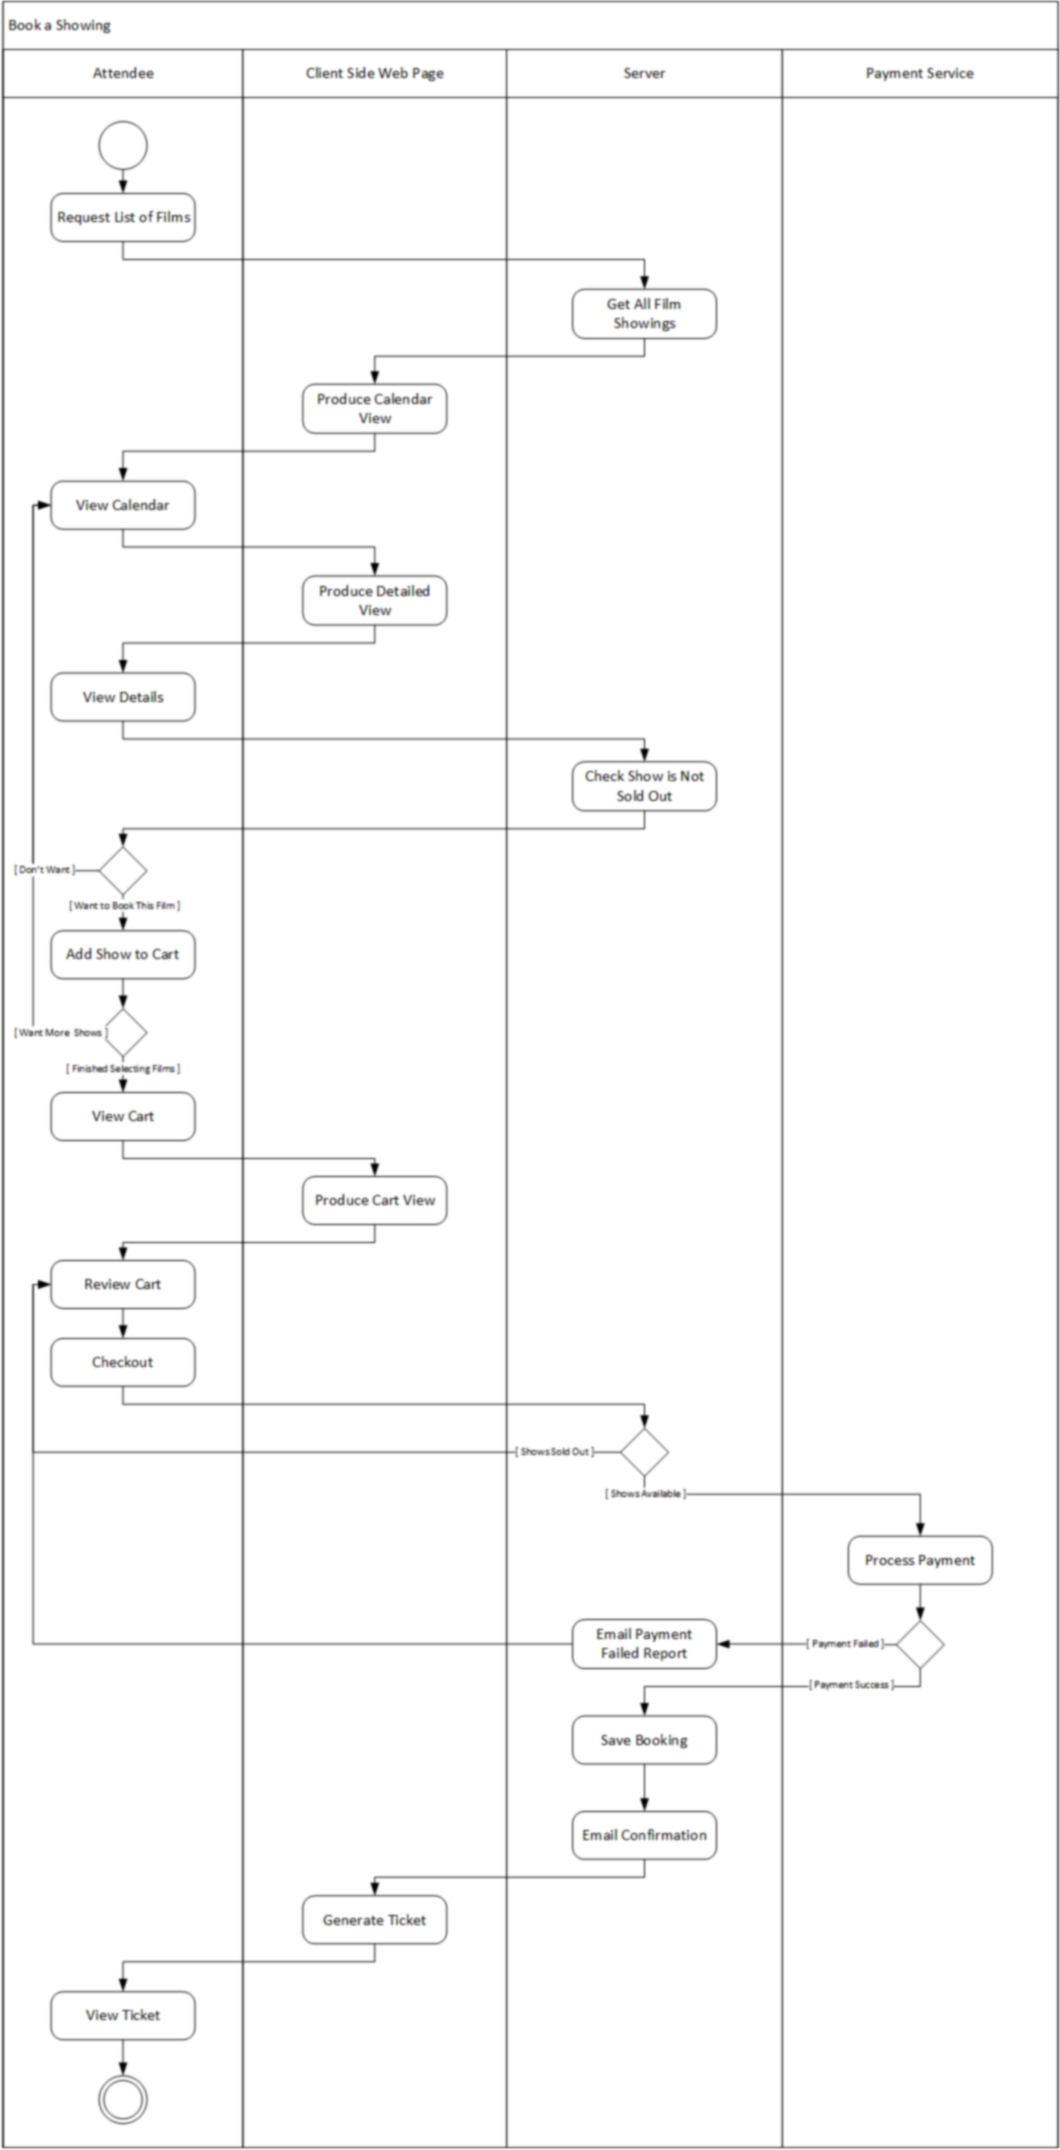 Book a Showing
Attendee
Client Side Web Page
Server
Payment Service
Request List of Films
Get All Film
Showings
Produce Calendar
View
View Calendar
Produce Detailed
View
View Details
Check Show is Not
Sold Out
[ Don't Want ]
[ Want to Book This Film ]
Add Show to Cart
[ Want More Shows ]
[ Finished Selecting Films ]
View Cart
Produce Cart View
Review Cart
Checkout
[ Shows Sold Out ]
[ Shows Available ]
Process Payment
Email Payment
Failed Report
[ Payment Failed ]
[ Payment Success ]
Save Booking
Email Confirmation
Generate Ticket
View Ticket